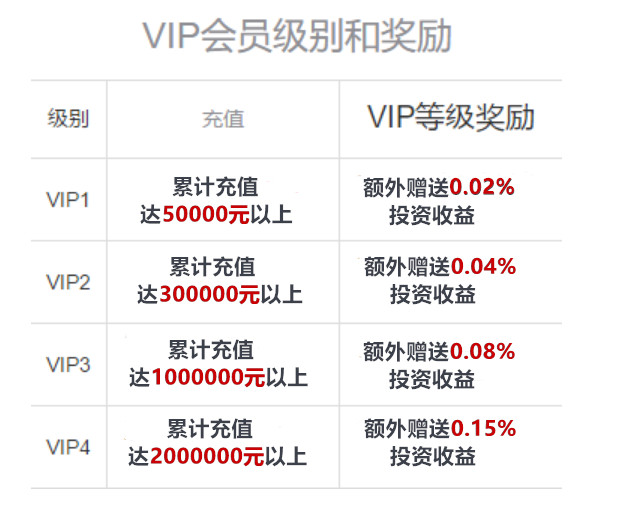 VIP会员级别和奖励
级别 充值 VIP等级奖励
VIP1
累计充值
达50000元以上
额外赠送0.02%
投资收益
VIP2
累计充值
达300000元以上
额外赠送0.04%
投资收益
VIP3
累计充值
达1000000元以上
额外赠送0.08%
投资收益
VIP4
累计充值
达2000000元以上
额外赠送0.15%
投资收益